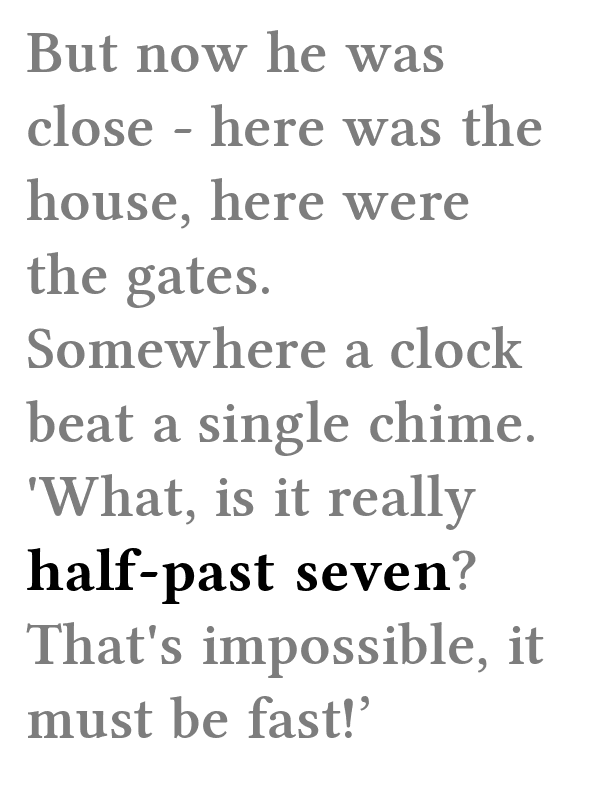 But now he was
close - here was the
house, here were
the gates.
Somewhere a clock
beat a single chime.
'What, is it really
half-past seven?
That's impossible, it
must be fast!’